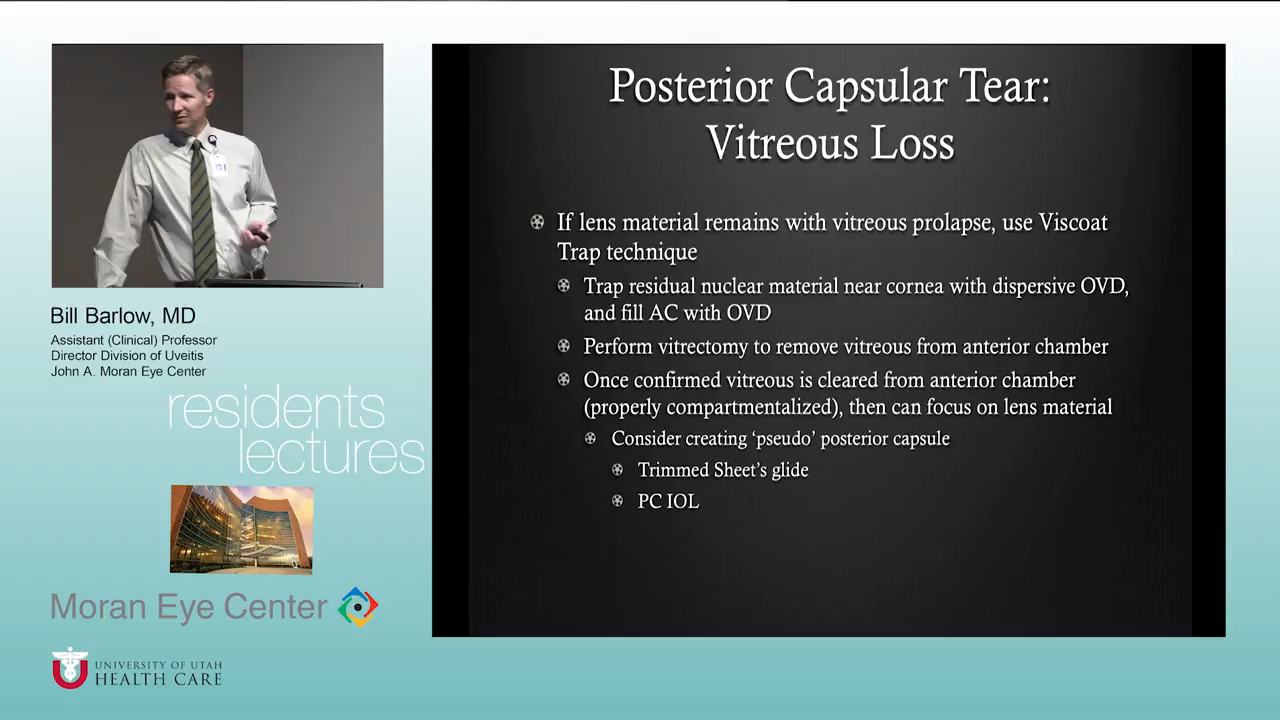 Posterior Capsular Tear:
Vitreous Loss
If lens material remains with vitreous prolapse, use Viscoat
Trap technique
Trap residual nuclear material near cornea with dispersive OVD,
and fill AC with OVD
Perform vitrectomy to remove vitreous from anterior chamber
Once confirmed vitreous is cleared from anterior chamber
(properly compartmentalized), then can focus on lens material
Consider creating ‘pseudo’ posterior capsule
Trimmed Sheet’s glide
PC IOL
Bill Barlow, MD
Assistant (Clinical) Professor
Director Division of Uveitis
John A. Moran Eye Center
residents
lectures
Moran Eye Center
UNIVERSITY OF UTAH
HEALTH CARE